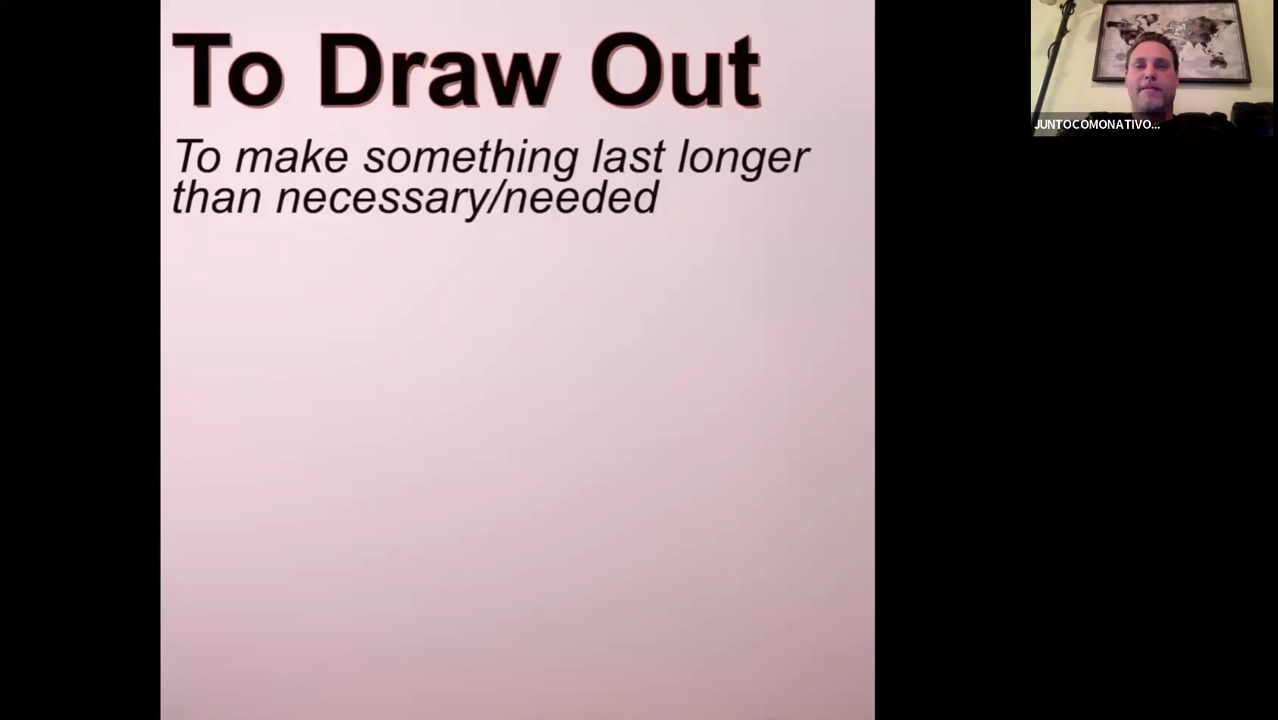 To Draw Out
To make something last longer
than necessary/needed
JUNTOCOMONATIVO...